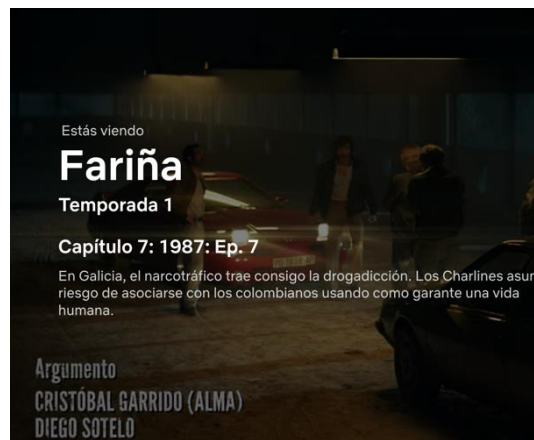 Estás viendo
Fariña
Temporada 1
Capítulo 7: 1987: Ep. 7
En Galicia, el narcotráfico trae consigo la drogadicción. Los Charlines asu
riesgo de asociarse con los colombianos usando como garante una vida
humana.
Argumento
CRISTÓBAL GARRIDO (ALMA)
DIEGO SOTELO